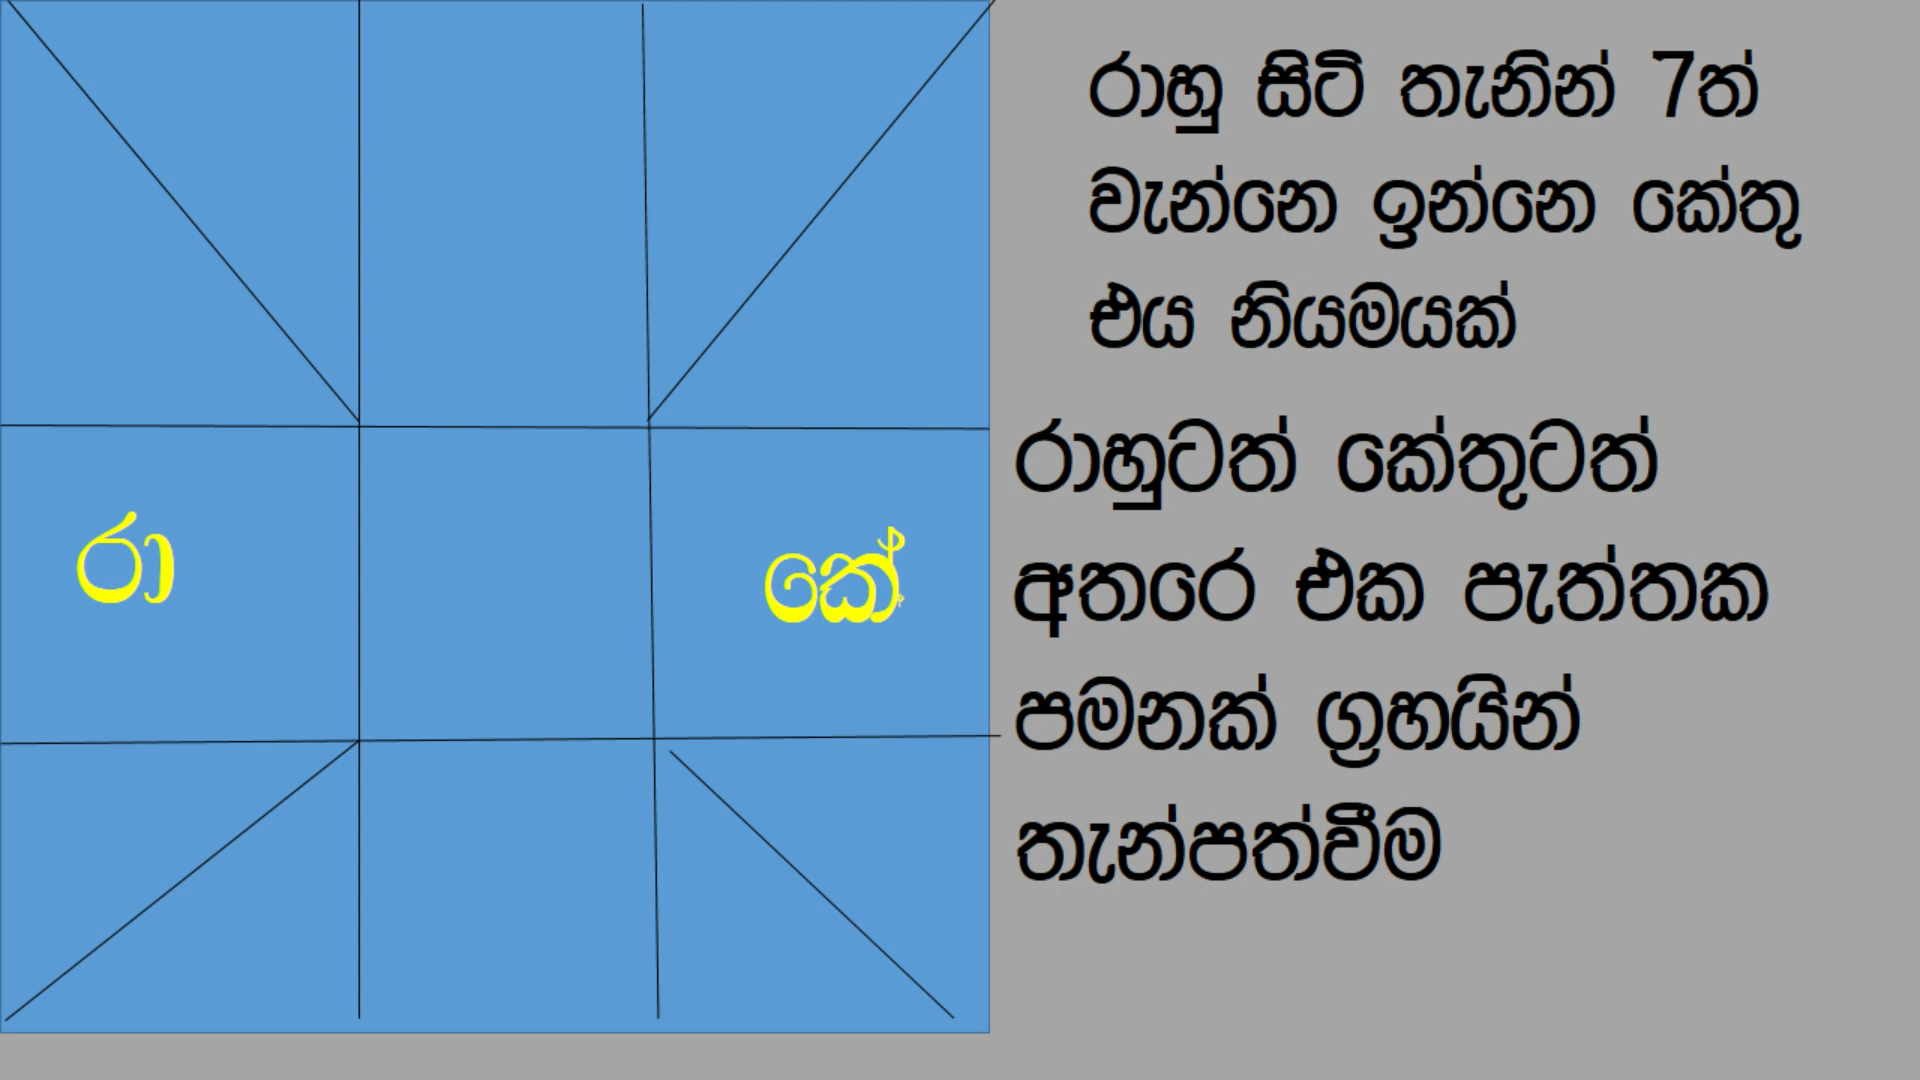 රාහු සිටි තැනින් 7ත්
වැන්නෙ ඉන්නෙ කේතු
එය නියමයක්
රාහුටත් කේතුටත්
අතරෙ එක පැත්තක
පමනක් ග්‍රහයින්
තැන්පත්වීම
රා
කේ